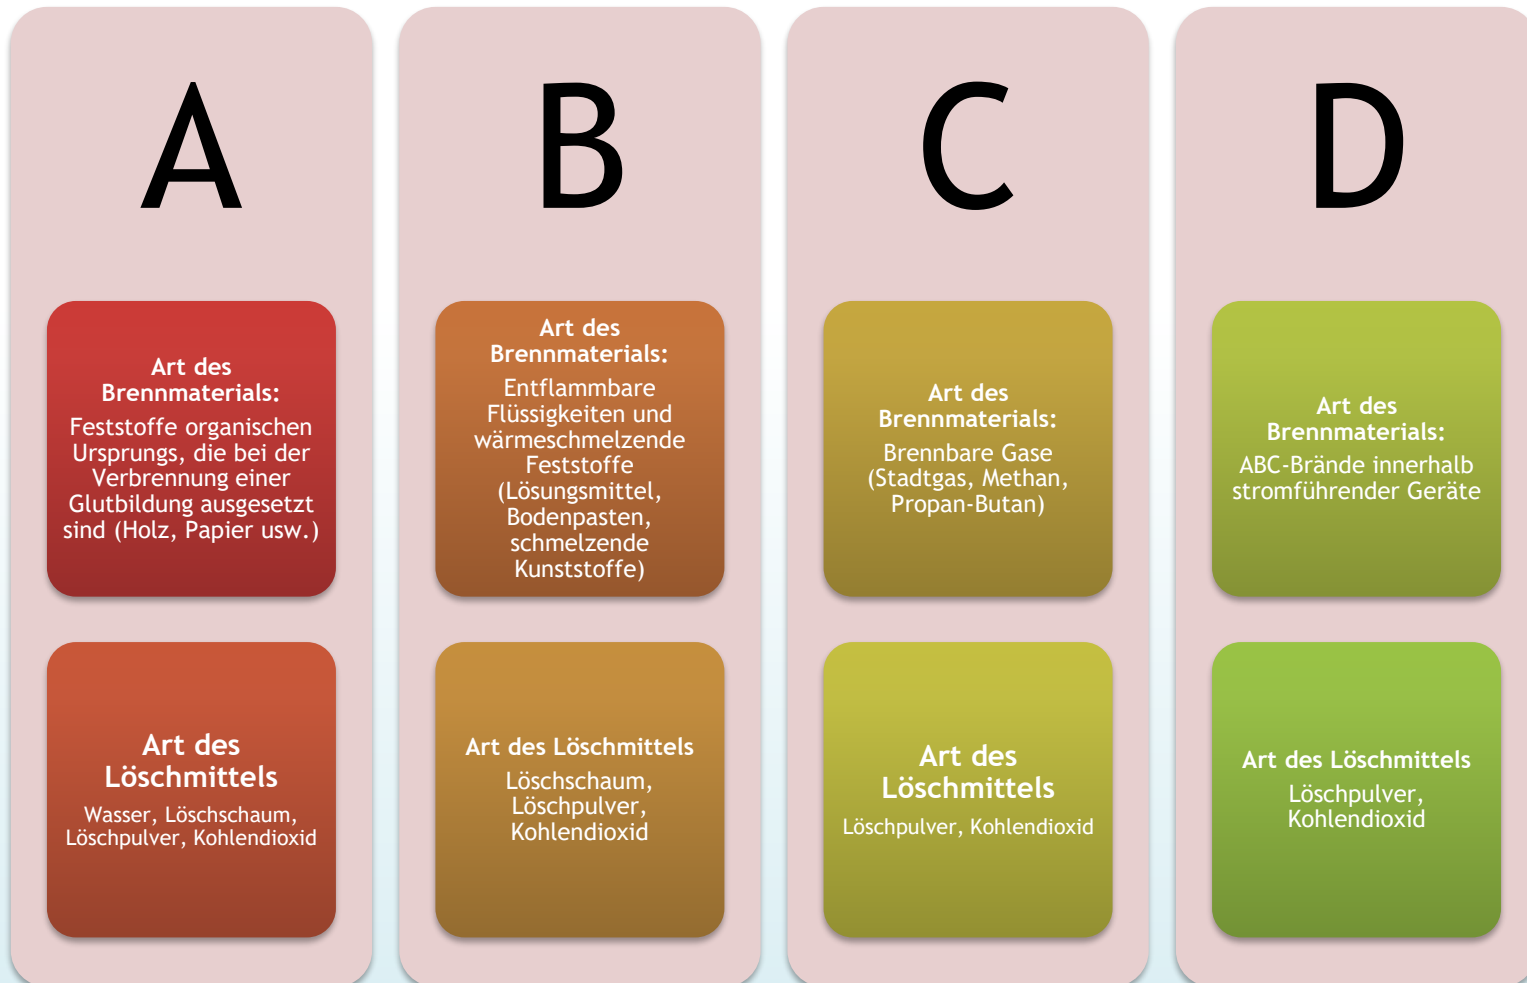 A
Art des
Brennmaterials:
Feststoffe organischen
Ursprungs, die bei der
Verbrennung einer
Glutbildung ausgesetzt
sind (Holz, Papier usw.)
Art des
Löschmittels
Wasser, Löschschaum,
Löschpulver, Kohlendioxid
B
Art des
Brennmaterials:
Entflammbare
Flüssigkeiten und
wärmeschmelzende
Feststoffe
(Lösungsmittel,
Bodenpasten,
schmelzende
Kunststoffe)
Art des Löschmittels
Löschschaum,
Löschpulver,
Kohlendioxid
C
Art des
Brennmaterials:
Brennbare Gase
(Stadtgas, Methan,
Propan-Butan)
Art des
Löschmittels
Löschpulver, Kohlendioxid
D
Art des
Brennmaterials:
ABC-Brände innerhalb
stromführender Geräte
Art des Löschmittels
Löschpulver,
Kohlendioxid